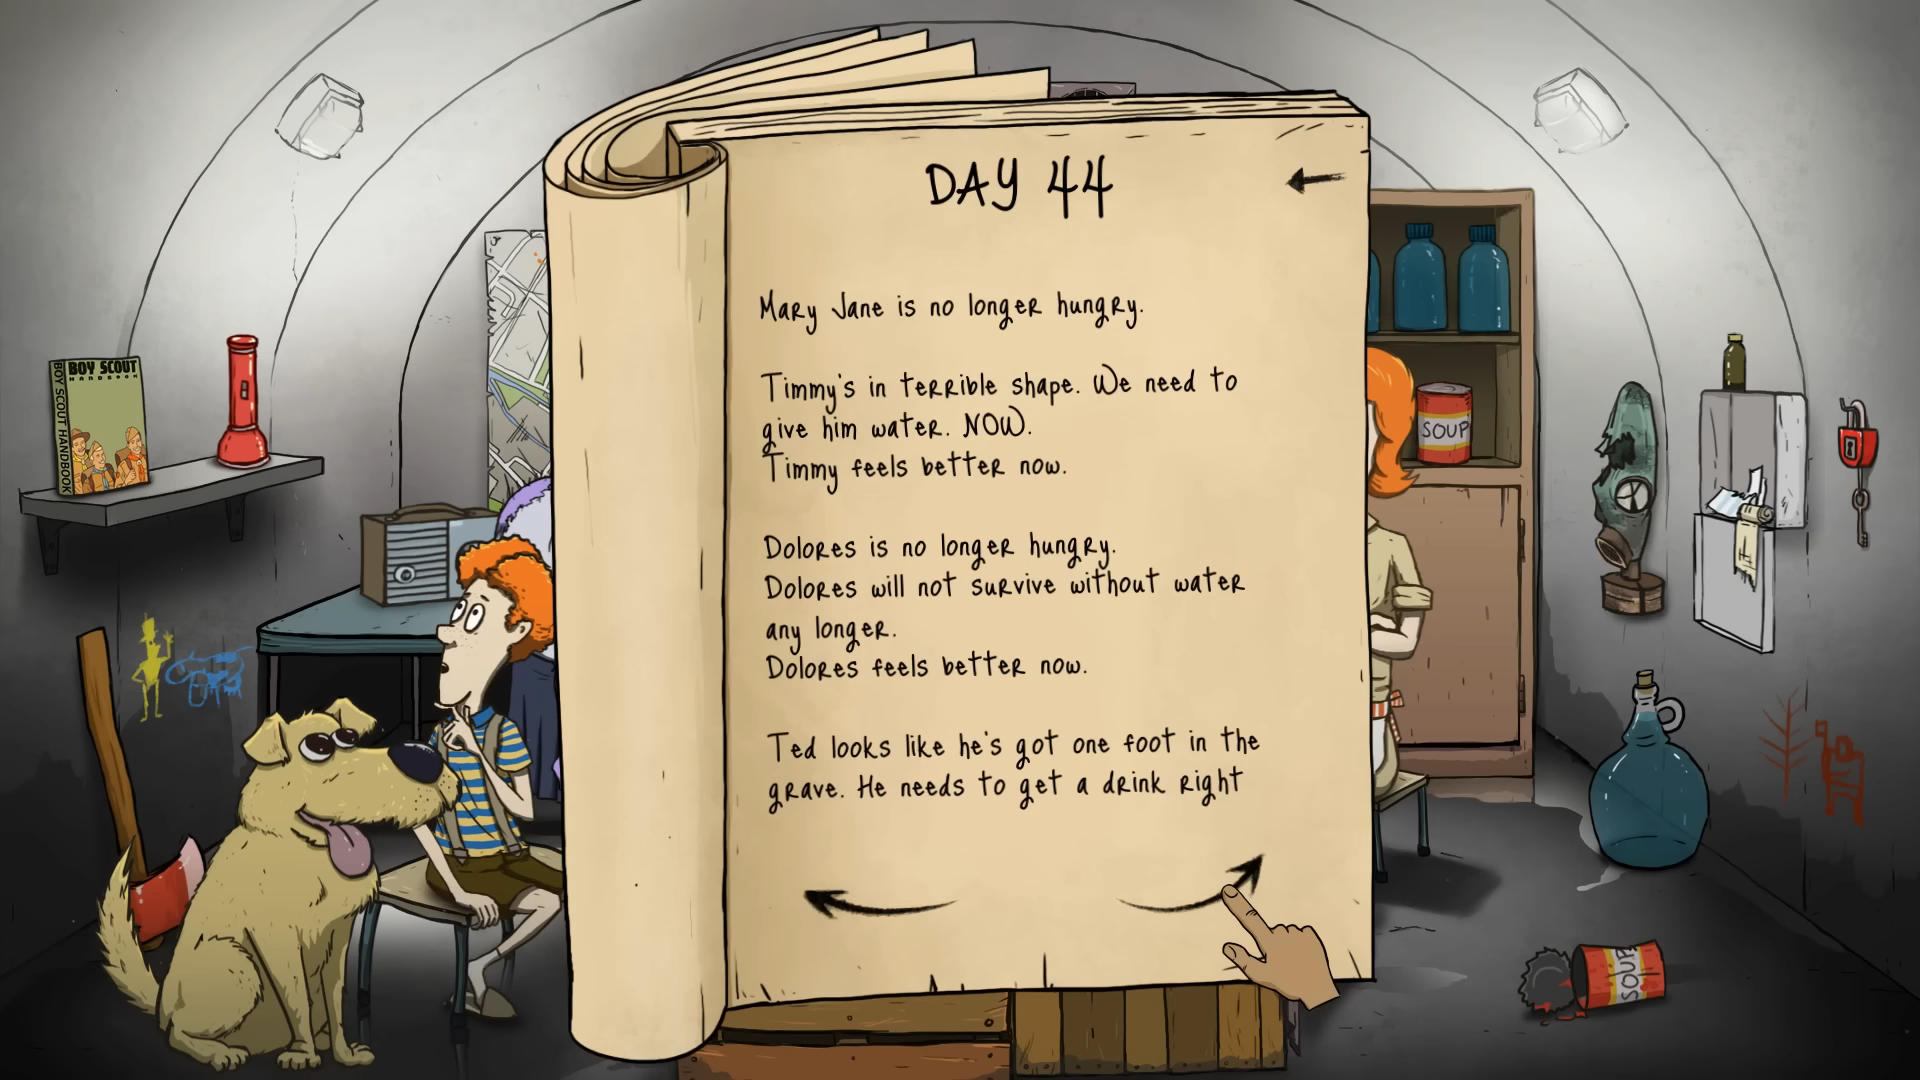 DAY 44
Mary Jane is no longer hungry.
Timmy's in terrible shape. We need to
give him water. NOW.
Timmy feels better now.
Dolores is no longer hungry.
Dolores will not survive without water
any longer.
Dolores feels better now.
Ted looks like he's got one foot in the
grave. He needs to get a drink right
BOY SCOUT
HANDBOOK
BOY SCOUT HANDBOOK
SOUP
SOUP